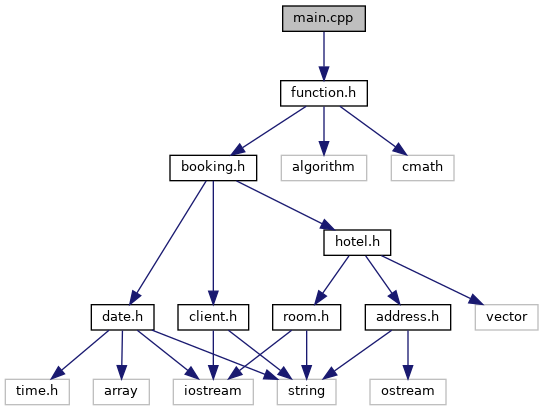 main.cpp
function.h
booking.h
algorithm
cmath
hotel.h
date.h
client.h
room.h
address.h
vector
time.h
array
iostream
string
ostream